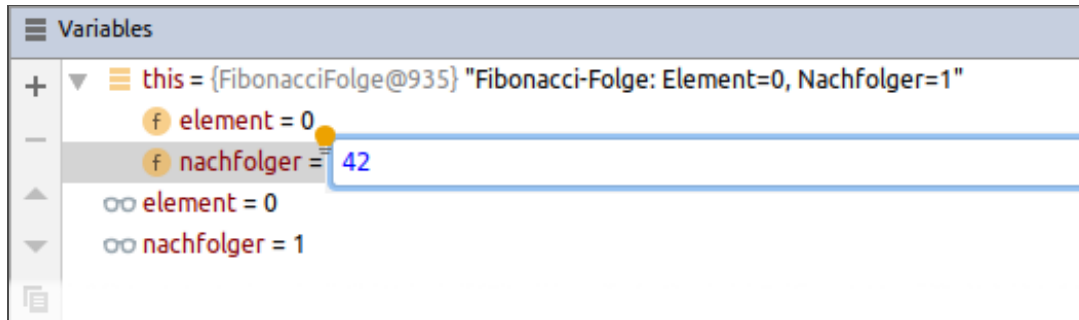 Variables
this = {FibonacciFolge@935} "Fibonacci-Folge: Element=0, Nachfolger=1"
f element = 0
f nachfolger = 42
element = 0
nachfolger = 1